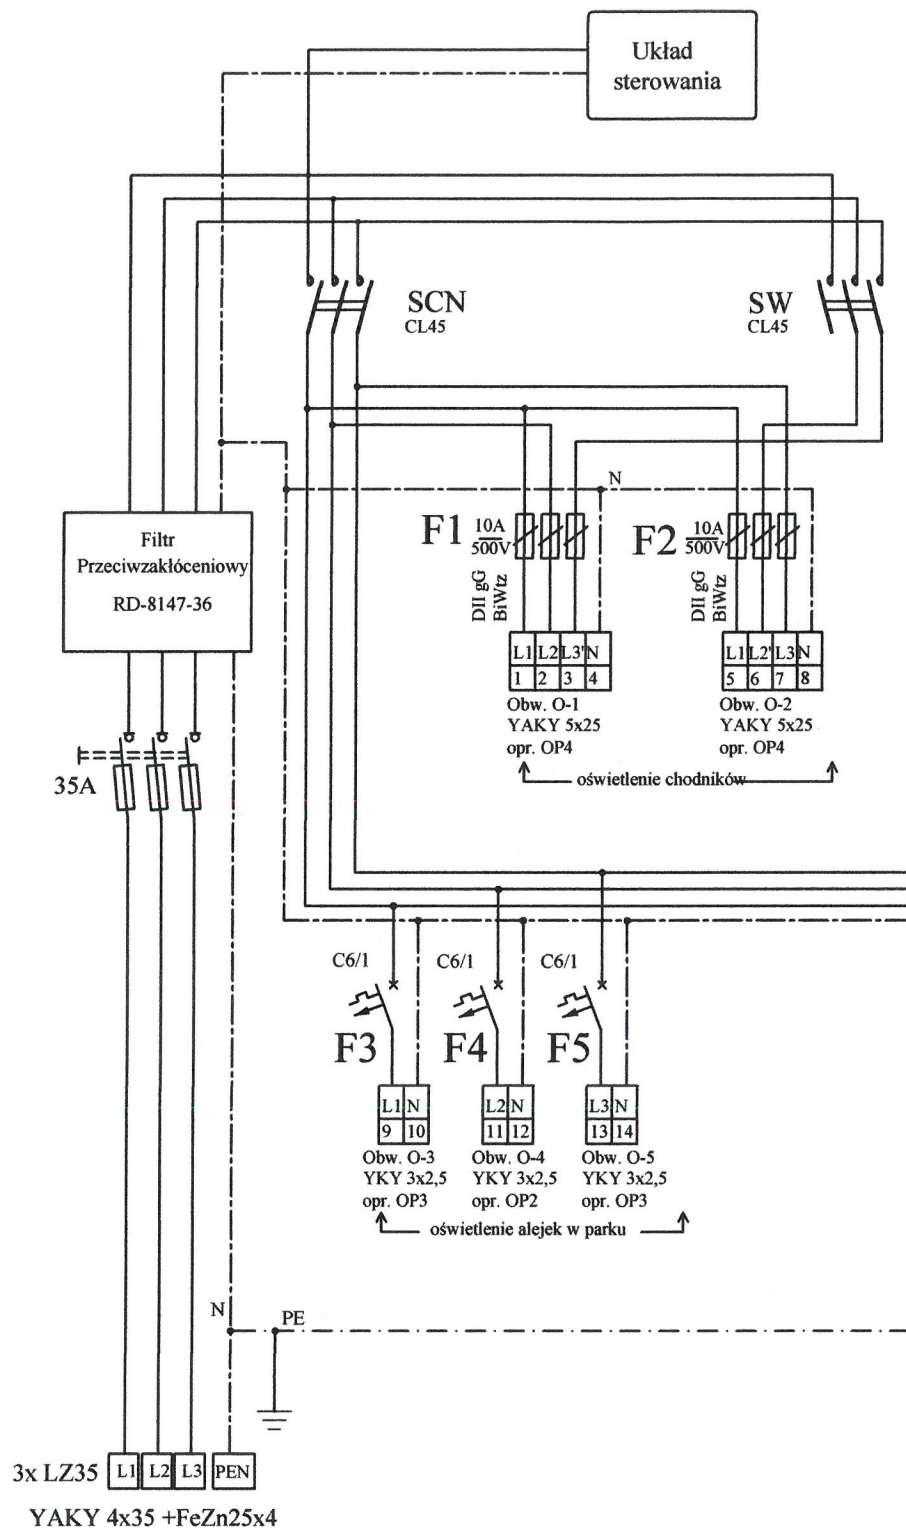 Układ
sterowania
SCN
CL45
SW
CL45
N
Filtr
Przeciwzakłóceniowy
RD-8147-36
F1
10A
500V
DII gG
BiWtz
F2
10A
500V
DII gG
BiWtz
L1 L2 L3' N
1 2 3 4
L1 L2' L3 N
5 6 7 8
Obw. O-1
YAKY 5x25
opr. OP4
Obw. O-2
YAKY 5x25
opr. OP4
oświetlenie chodników
35A
C6/1
C6/1
C6/1
F3
F4
F5
L1 N
9 10
L2 N
11 12
L3 N
13 14
Obw. O-3
YKY 3x2,5
opr. OP3
Obw. O-4
YKY 3x2,5
opr. OP2
Obw. O-5
YKY 3x2,5
opr. OP3
oświetlenie alejek w parku
N
PE
3x LZ35
L1 L2 L3 PEN
YAKY 4x35 +FeZn25x4